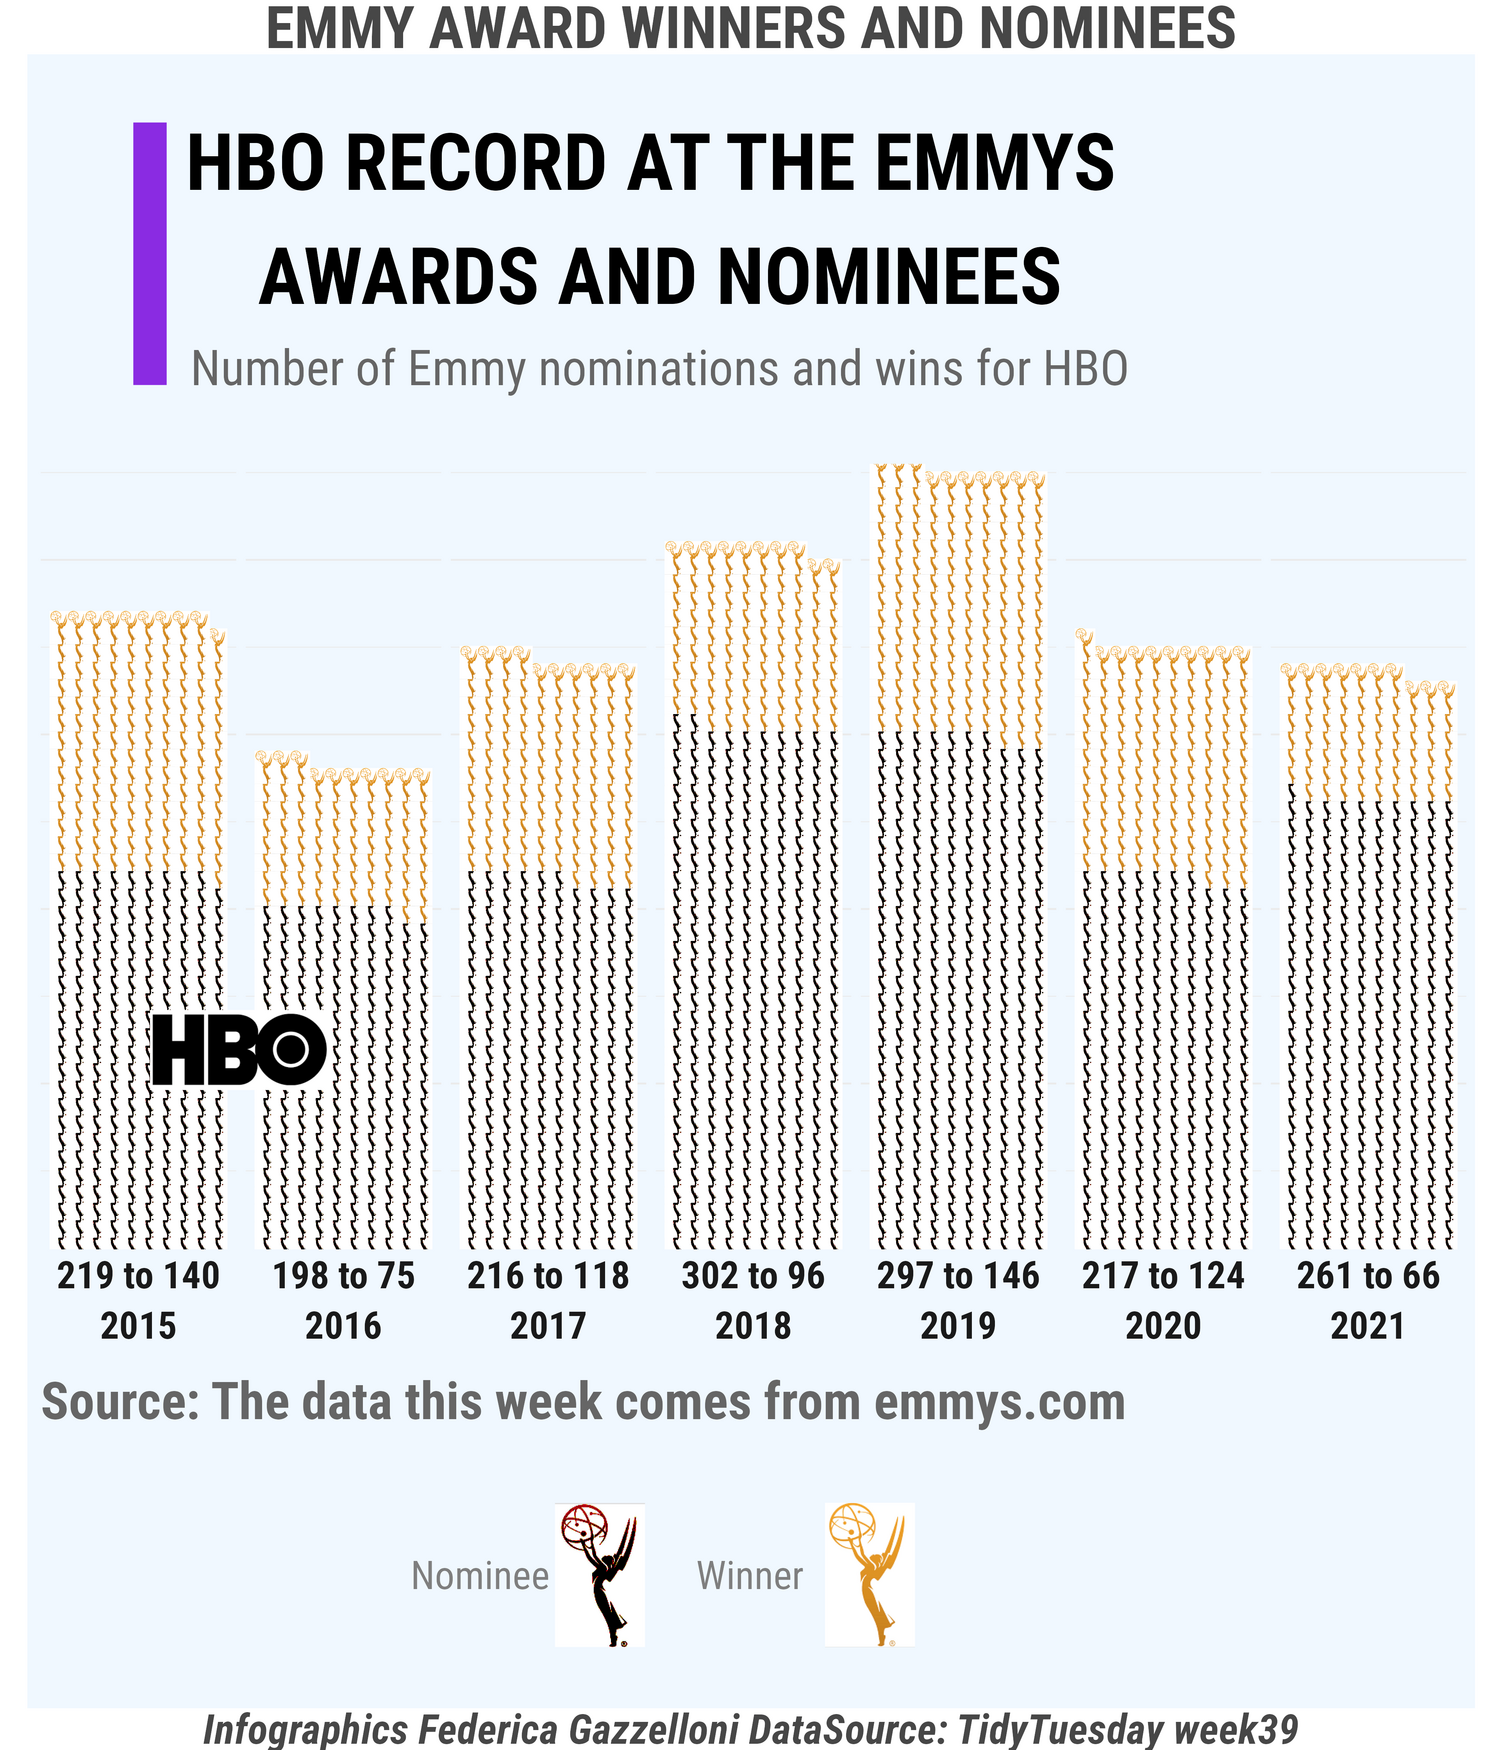 EMMY AWARD WINNERS AND NOMINEES
HBO RECORD AT THE EMMYS
AWARDS AND NOMINEES
Number of Emmy nominations and wins for HBO
HBO
219 to 140 198 to 75 216 to 118 302 to 96 297 to 146 217 to 124 261 to 66
2015 2016 2017 2018 2019 2020 2021
Source: The data this week comes from emmys.com
Nominee Winner
® ®
Infographics Federica Gazzelloni DataSource: TidyTuesday week39